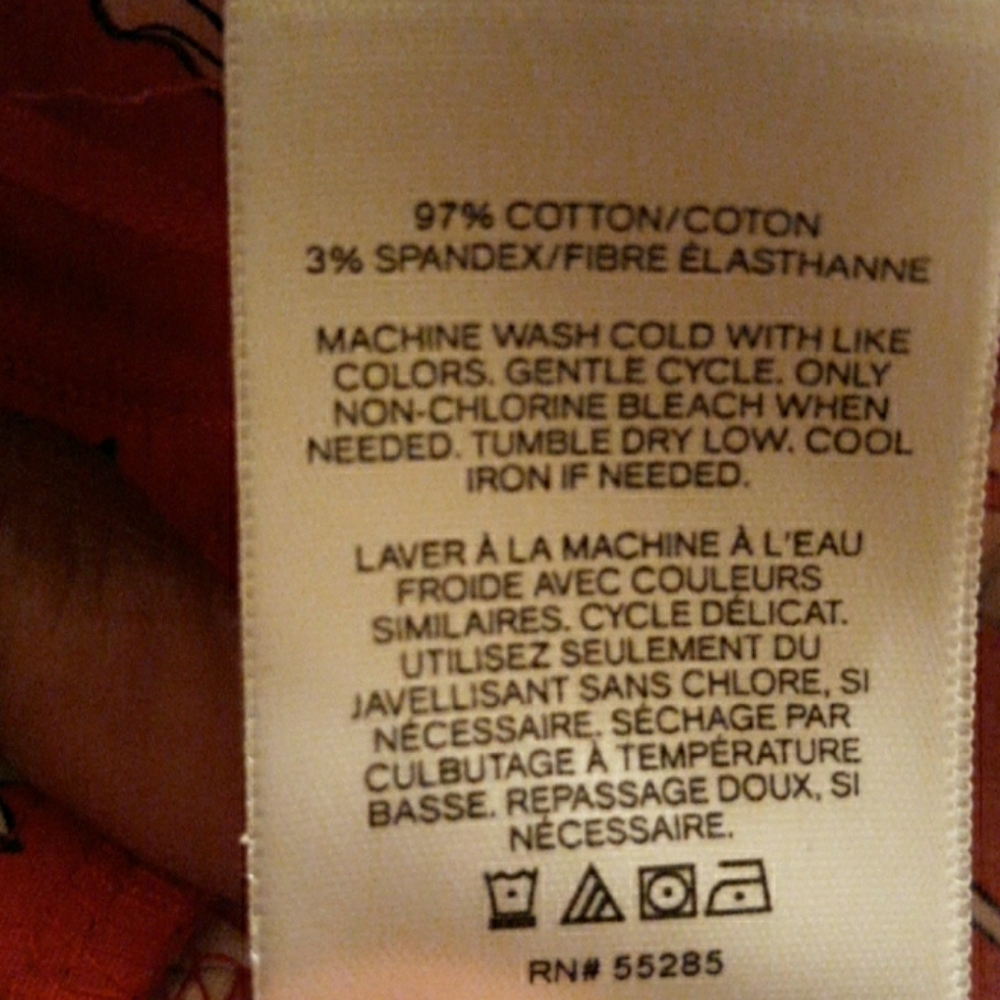 97% COTTON/COTON
3% SPANDEX/FIBRE ÉLASTHANNE
MACHINE WASH COLD WITH LIKE
COLORS. GENTLE CYCLE. ONLY
NON-CHLORINE BLEACH WHEN
NEEDED. TUMBLE DRY LOW. COOL
IRON IF NEEDED.
LAVER À LA MACHINE À L'EAU
FROIDE AVEC COULEURS
SIMILAIRES. CYCLE DÉLICAT.
UTILISEZ SEULEMENT DU
JAVELLISANT SANS CHLORE, SI
NÉCESSAIRE. SÉCHAGE PAR
CULBUTAGE À TEMPÉRATURE
BASSE. REPASSAGE DOUX, SI
NÉCESSAIRE.
RN# 55285